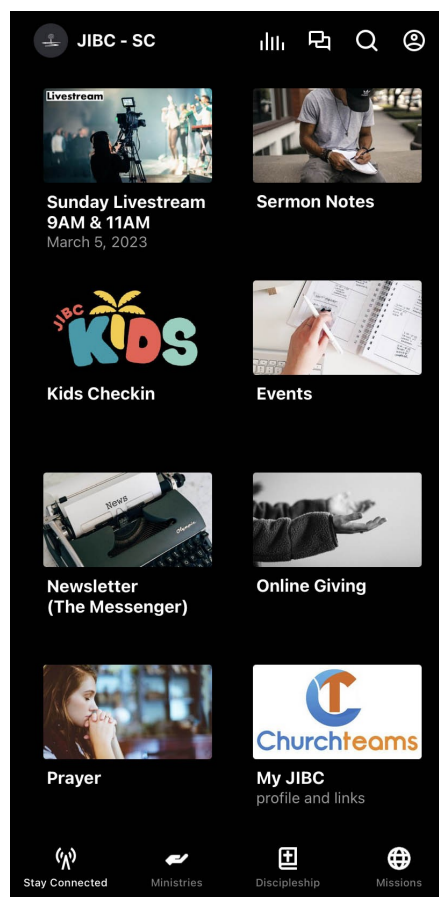 JIBC - SC
Livestream
Sunday Livestream
9AM & 11AM
March 5, 2023
Sermon Notes
JIBC
KIDS
Kids Checkin
Events
News
Olympia
Newsletter
(The Messenger)
Online Giving
Prayer
Churchteams
My JIBC
profile and links
Stay Connected
Ministries
Discipleship
Missions